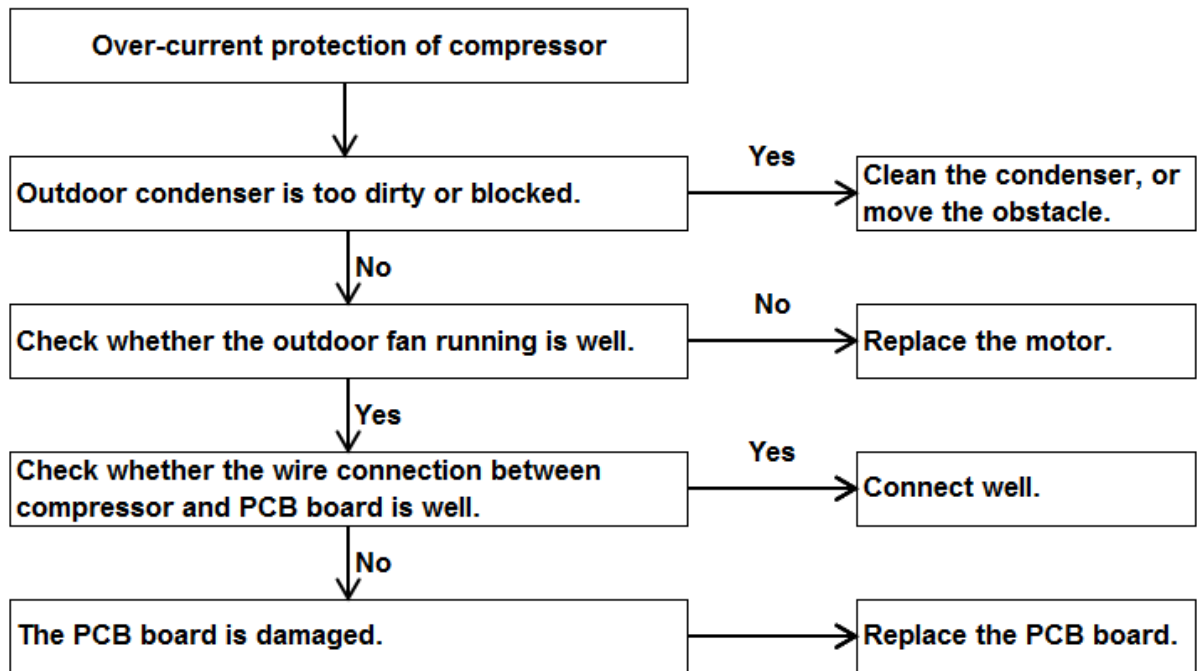 Over-current protection of compressor
Yes
Outdoor condenser is too dirty or blocked.
Clean the condenser, or
move the obstacle.
No
No
Check whether the outdoor fan running is well.
Replace the motor.
Yes
Yes
Check whether the wire connection between
compressor and PCB board is well.
Connect well.
No
The PCB board is damaged.
Replace the PCB board.